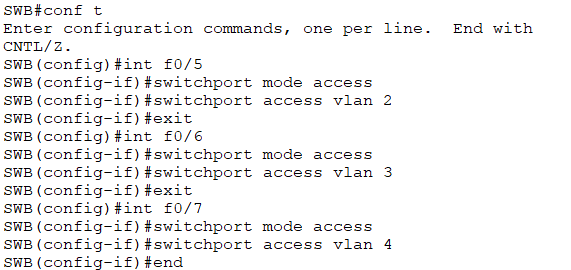 SWB#conf t
Enter configuration commands, one per line.  End with
CNTL/Z.
SWB(config)#int f0/5
SWB(config-if)#switchport mode access
SWB(config-if)#switchport access vlan 2
SWB(config-if)#exit
SWB(config)#int f0/6
SWB(config-if)#switchport mode access
SWB(config-if)#switchport access vlan 3
SWB(config-if)#exit
SWB(config)#int f0/7
SWB(config-if)#switchport mode access
SWB(config-if)#switchport access vlan 4
SWB(config-if)#end